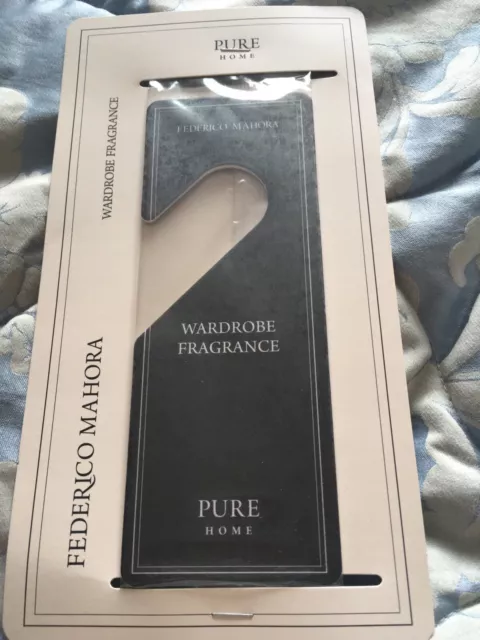 PURE
HOME
FEDERICO MAHORA
WARDROBE FRAGRANCE
FEDERICO MAHORA
WARDROBE
FRAGRANCE
PURE
HOME